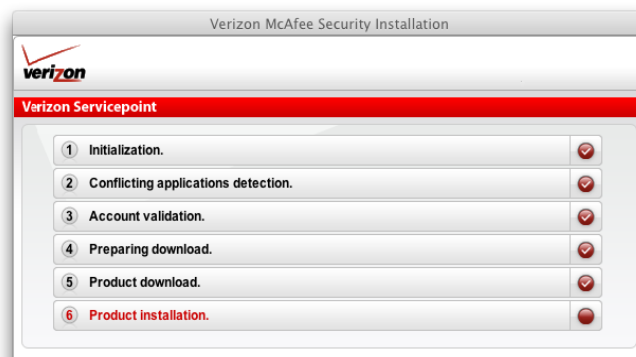 Verizon McAfee Security Installation
verizon
Verizon Servicepoint
1 Initialization.
2 Conflicting applications detection.
3 Account validation.
4 Preparing download.
5 Product download.
6 Product installation.